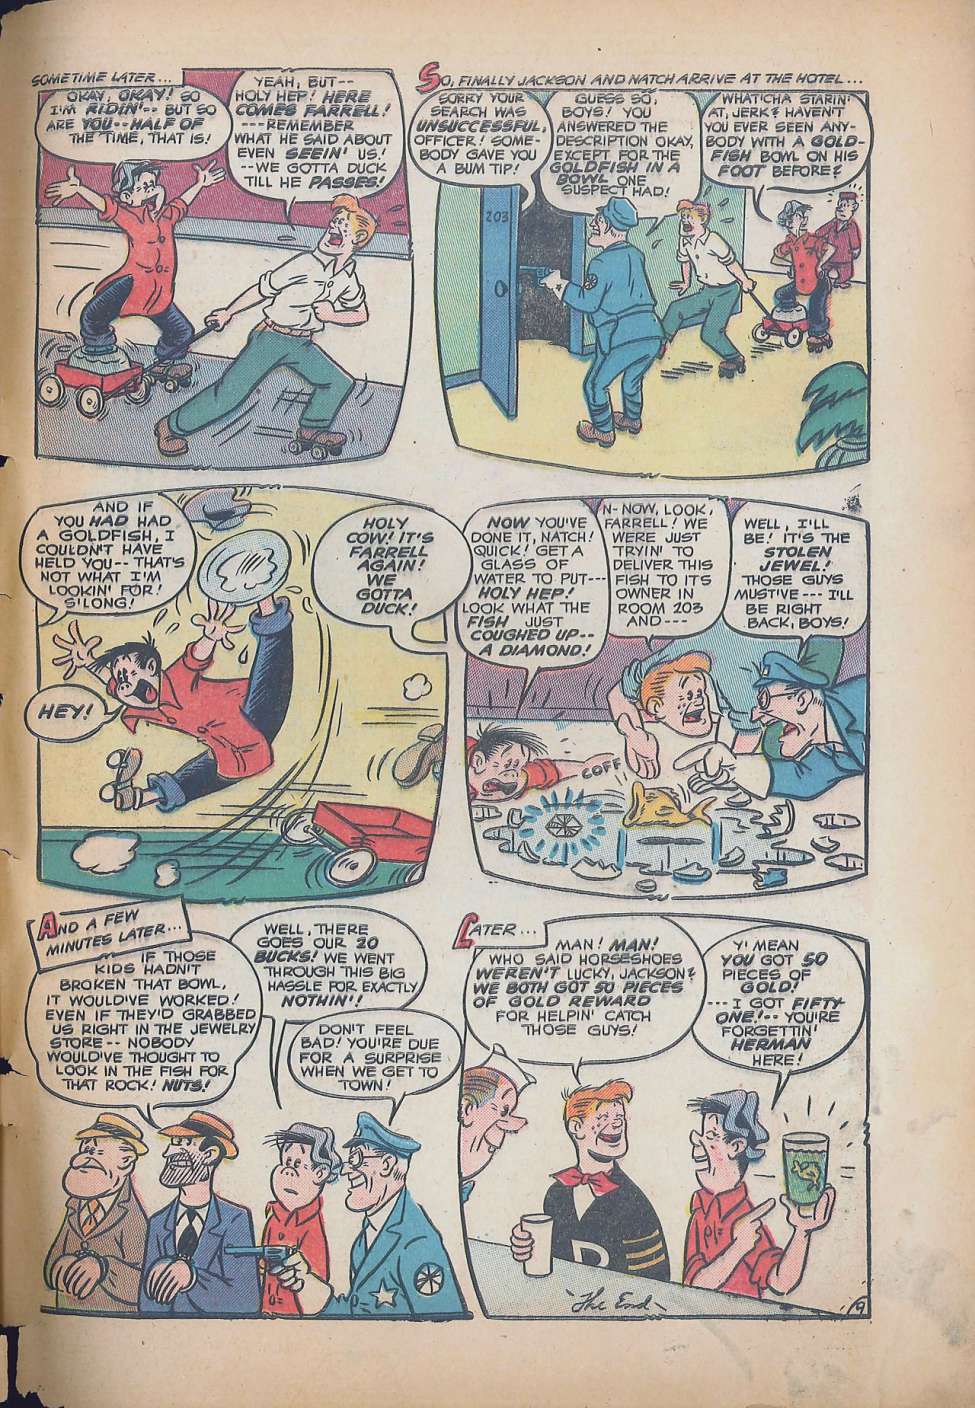 SOMETIME LATER...
OKAY, OKAY! SO
I'M RIDIN'-- BUT SO
ARE YOU--HALF OF
THE TIME, THAT IS!
YEAH, BUT--
HOLY HEP! HERE
COMES FARRELL!
---REMEMBER
WHAT HE SAID ABOUT
EVEN SEEIN' US!
--WE GOTTA DUCK
TILL HE PASSES!
SO, FINALLY JACKSON AND NATCH ARRIVE AT THE HOTEL...
SORRY YOUR
SEARCH WAS
UNSUCCESSFUL,
OFFICER! SOME-
BODY GAVE YOU
A BUM TIP!
GUESS SO,
BOYS! YOU
ANSWERED THE
DESCRIPTION OKAY,
EXCEPT FOR THE
GOLDFISH IN A
BOWL ONE
SUSPECT HAD!
WHAT'CHA STARIN'
AT, JERK? HAVEN'T
YOU EVER SEEN ANY-
BODY WITH A GOLD-
FISH BOWL ON HIS
FOOT BEFORE?
203
AND IF
YOU HAD HAD
A GOLDFISH, I
COULDN'T HAVE
HELD YOU--THAT'S
NOT WHAT I'M
LOOKIN' FOR!
S'LONG!
HEY!
HOLY
COW! IT'S
FARRELL
AGAIN!
WE
GOTTA
DUCK!
NOW YOU'VE
DONE IT, NATCH!
QUICK! GET A
GLASS OF
WATER TO PUT---
HOLY HEP!
LOOK WHAT THE
FISH JUST
COUGHED UP--
A DIAMOND!
N-NOW, LOOK,
FARRELL! WE
WERE JUST
TRYIN' TO
DELIVER THIS
FISH TO IT'S
OWNER IN
ROOM 203
AND---
WELL, I'LL
BE! IT'S THE
STOLEN
JEWEL!
THOSE GUYS
MUST'VE---I'LL
BE RIGHT
BACK, BOYS!
COFF
AND A FEW
MINUTES LATER...
IF THOSE
KIDS HADN'T
BROKEN THAT BOWL,
IT WOULD'VE WORKED!
EVEN IF THEY'D GRABBED
US RIGHT IN THE JEWELRY
STORE--NOBODY
WOULD'VE THOUGHT TO
LOOK IN THE FISH FOR
THAT ROCK! NUTS!
WELL, THERE
GOES OUR 20
BUCKS! WE WENT
THROUGH THIS BIG
HASSLE FOR EXACTLY
NOTHIN'!
DON'T FEEL
BAD! YOU'RE DUE
FOR A SURPRISE
WHEN WE GET TO
TOWN!
LATER...
MAN! MAN!
WHO SAID HORSESHOES
WEREN'T LUCKY, JACKSON?
WE BOTH GOT 50 PIECES
OF GOLD REWARD
FOR HELPIN' CATCH
THOSE GUYS!
Y' MEAN
YOU GOT 50
PIECES OF
GOLD!
---I GOT FIFTY-
ONE!--YOU'RE
FORGETTIN'
HERMAN
HERE!
The End
9